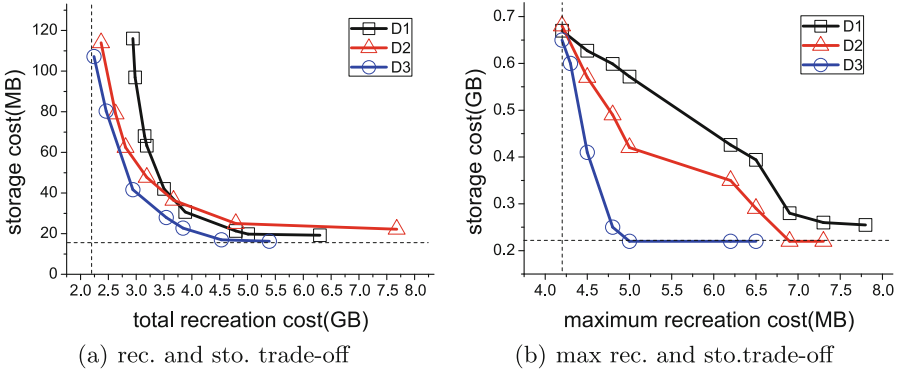 120
100
80
60
40
20
0
storage cost(MB)
2.0 2.5 3.0 3.5 4.0 4.5 5.0 5.5 6.0 6.5 7.0 7.5 8.0
total recreation cost(GB)
D1
D2
D3
(a) rec. and sto. trade-off
0.7
0.6
0.5
0.4
0.3
0.2
storage cost(GB)
4.0 4.5 5.0 5.5 6.0 6.5 7.0 7.5 8.0
maximum recreation cost(MB)
D1
D2
D3
(b) max rec. and sto.trade-off